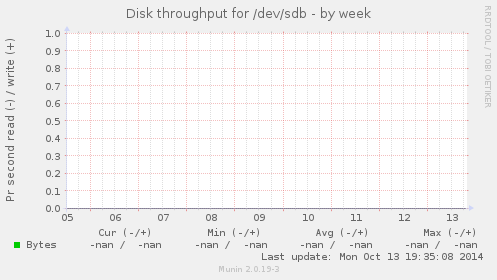 Disk throughput for /dev/sdb - by week
RRDTOOL / TOBI OETIKER
Pr second read (-) / write (+)
1.0
0.9
0.8
0.7
0.6
0.5
0.4
0.3
0.2
0.1
0.0
05 06 07 08 09 10 11 12 13
Cur (-/+) Min (-/+) Avg (-/+) Max (-/+)
Bytes -nan / -nan -nan / -nan -nan / -nan -nan / -nan
Last update: Mon Oct 13 19:35:08 2014
Munin 2.0.19-3